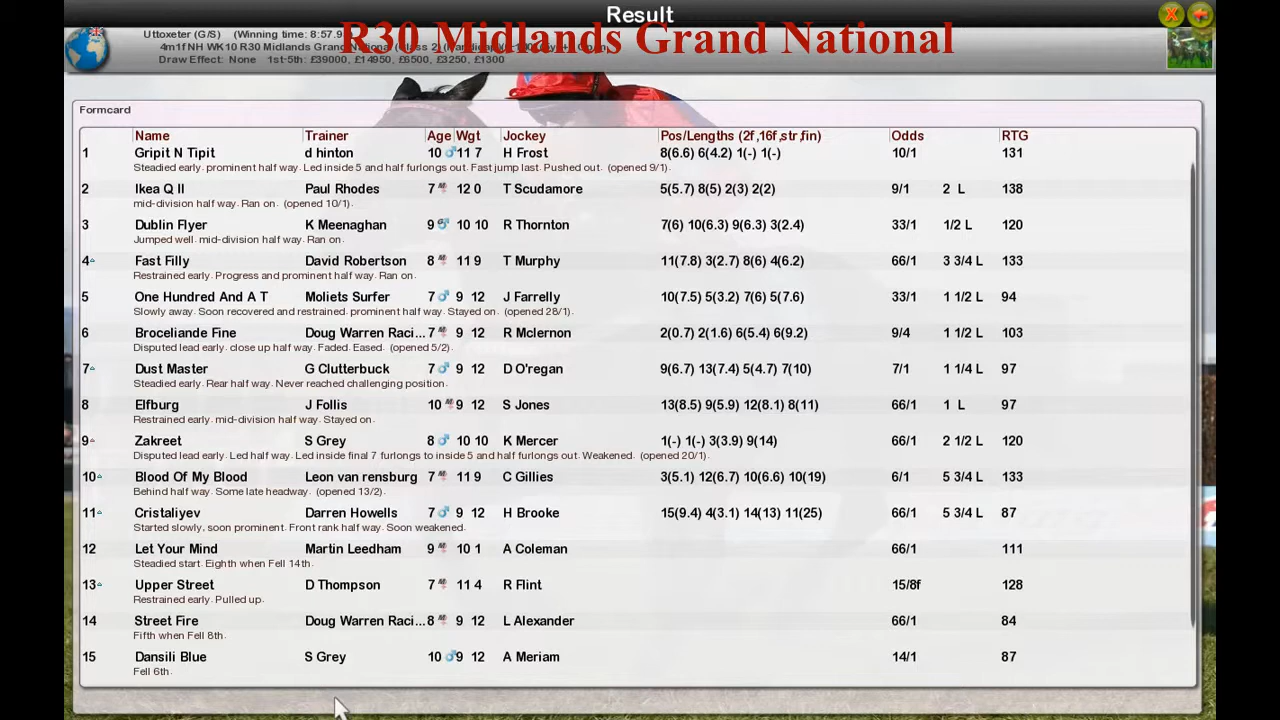 Result
R30 Midlands Grand National
Uttoxeter (G/S) (Winning time: 8:57.9
4m1f NH WK10 R30 Midlands Grand National (Class 2)
Draw Effect: None 1st-5th: £39000, £14950, £6500, £3250, £1300
Formcard
Name Trainer Age Wgt Jockey Pos/Lengths (2f,16f,str,fin) Odds RTG
1 Gripit N Tipit d hinton 10 11 7 H Frost 8(6.6) 6(4.2) 1(-) 1(-) 10/1 131
Steadied early. prominent half way. Led inside 5 and half furlongs out. Fast jump last. Pushed out. (opened 9/1).
2 Ikea Q II Paul Rhodes 7 12 0 T Scudamore 5(5.7) 8(5) 2(3) 2(2) 9/1 2 L 138
mid-division half way. Ran on. (opened 10/1).
3 Dublin Flyer K Meenaghan 9 10 10 R Thornton 7(6) 10(6.3) 9(6.3) 3(2.4) 33/1 1/2 L 120
Jumped well. mid-division half way. Ran on.
4 Fast Filly David Robertson 8 11 9 T Murphy 11(7.8) 3(2.7) 8(6) 4(6.2) 66/1 3 3/4 L 133
Restrained early. Progress and prominent half way. Ran on.
5 One Hundred And A T Moliets Surfer 7 9 12 J Farrelly 10(7.5) 5(3.2) 7(6) 5(7.6) 33/1 1 1/2 L 94
Slowly away. Soon recovered and restrained. prominent half way. Stayed on. (opened 28/1).
6 Broceliande Fine Doug Warren Raci... 7 9 12 R Mclernon 2(0.7) 2(1.6) 6(5.4) 6(9.2) 9/4 1 1/2 L 103
Disputed lead early. close up half way. Faded. Eased. (opened 5/2).
7 Dust Master G Clutterbuck 7 9 12 D O'regan 9(6.7) 13(7.4) 5(4.7) 7(10) 7/1 1 1/4 L 97
Steadied early. Rear half way. Never reached challenging position.
8 Elfburg J Follis 10 9 12 S Jones 13(8.5) 9(5.9) 12(8.1) 8(11) 66/1 1 L 97
Restrained early. mid-division half way. Stayed on.
9 Zakreet S Grey 8 10 10 K Mercer 1(-) 1(-) 3(3.9) 9(14) 66/1 2 1/2 L 120
Disputed lead early. Led half way. Led inside final 7 furlongs to inside 5 and half furlongs out. Weakened. (opened 20/1).
10 Blood Of My Blood Leon van rensburg 7 11 9 C Gillies 3(5.1) 12(6.7) 10(6.6) 10(19) 6/1 5 3/4 L 133
Behind half way. Some late headway. (opened 13/2).
11 Cristaliyev Darren Howells 7 9 12 H Brooke 15(9.4) 4(3.1) 14(13) 11(25) 66/1 5 3/4 L 87
Started slowly, soon prominent. Front rank half way. Soon weakened.
12 Let Your Mind Martin Leedham 9 10 1 A Coleman 66/1 111
Steadied start. Eighth when Fell 14th.
13 Upper Street D Thompson 7 11 4 R Flint 15/8f 128
Restrained early. Pulled up.
14 Street Fire Doug Warren Raci... 8 9 12 L Alexander 66/1 84
Fifth when Fell 8th.
15 Dansili Blue S Grey 10 9 12 A Meriam 14/1 87
Fell 6th.